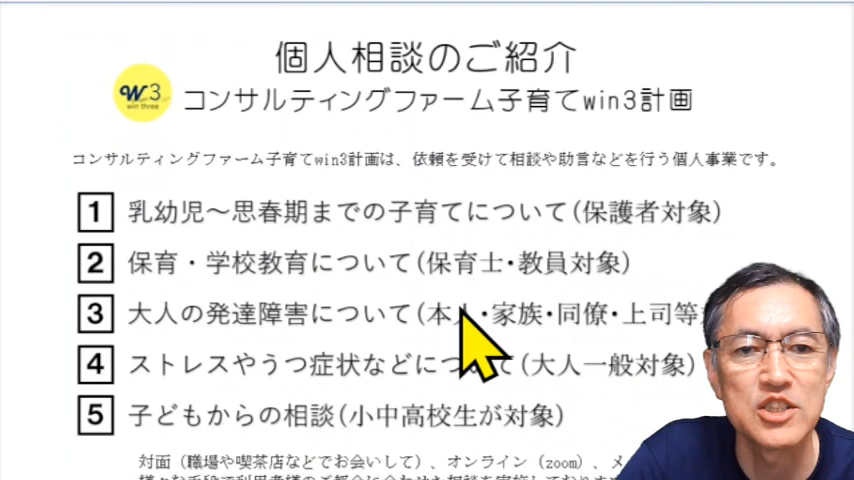 個人相談のご紹介
W3
win three
コンサルティングファーム子育てwin3計画
コンサルティングファーム子育てwin3計画は、依頼を受けて相談や助言などを行う個人事業です。
1 乳幼児～思春期までの子育てについて(保護者対象)
2 保育・学校教育について(保育士・教員対象)
3 大人の発達障害について(本人・家族・同僚・上司等
4 ストレスやうつ症状などについて(大人一般対象)
5 子どもからの相談(小中高校生が対象)
対面（職場や喫茶店などでお会いして）、オンライン（zoom）、メ